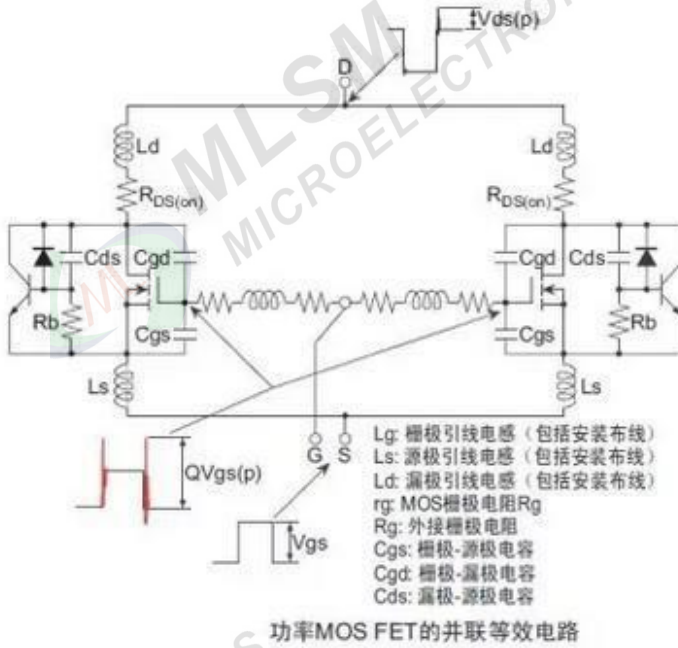 Vds(p)
D
Ld
Ld
RDS(on)
RDS(on)
Cds
Cgd
Cgd
Cds
Rb
Cgs
Cgs
Rb
Ls
Ls
QVgs(p)
G
S
Vgs
Lg: 栅极引线电感（包括安装布线）
Ls: 源极引线电感（包括安装布线）
Ld: 漏极引线电感（包括安装布线）
rg: MOS栅极电阻Rg
Rg: 外接栅极电阻
Cgs: 栅极-源极电容
Cgd: 栅极-漏极电容
Cds: 漏极-源极电容
功率MOS FET的并联等效电路
MLSM
MICROELECTRON